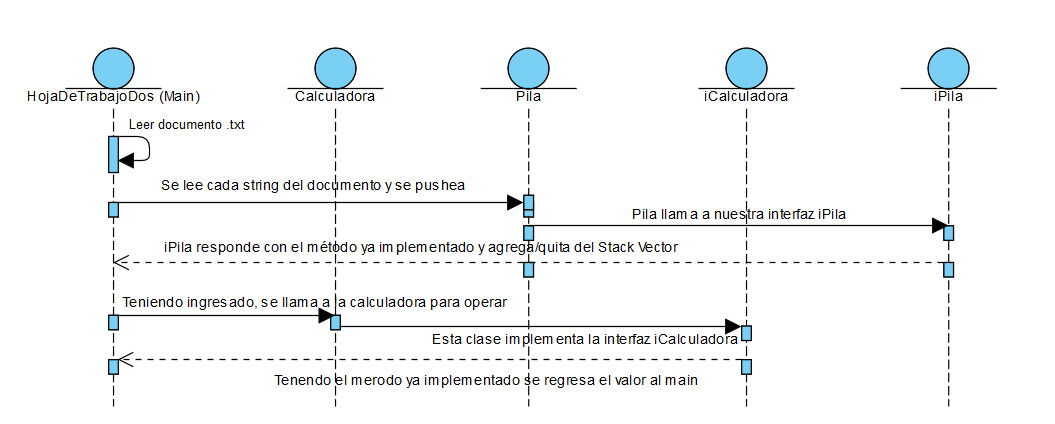 HojaDeTrabajoDos (Main)
Calculadora
Pila
iCalculadora
iPila
Leer documento .txt
Se lee cada string del documento y se pushea
Pila llama a nuestra interfaz iPila
iPila responde con el método ya implementado y agrega/quita del Stack Vector
Teniendo ingresado, se llama a la calculadora para operar
Esta clase implementa la interfaz iCalculadora
Tenendo el merodo ya implementado se regresa el valor al main